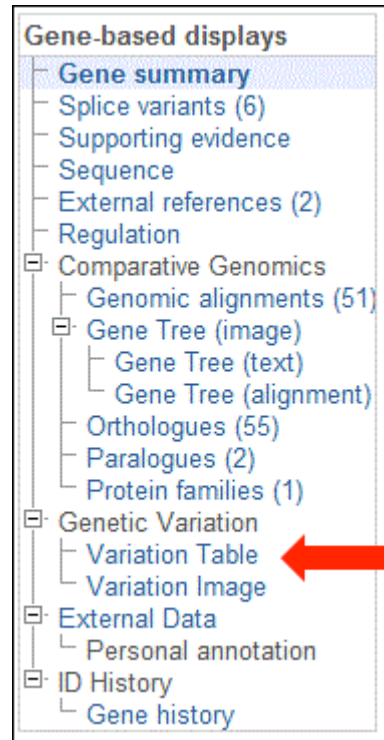 Gene-based displays
Gene summary
Splice variants (6)
Supporting evidence
Sequence
External references (2)
Regulation
Comparative Genomics
Genomic alignments (51)
Gene Tree (image)
Gene Tree (text)
Gene Tree (alignment)
Orthologues (55)
Paralogues (2)
Protein families (1)
Genetic Variation
Variation Table
Variation Image
External Data
Personal annotation
ID History
Gene history